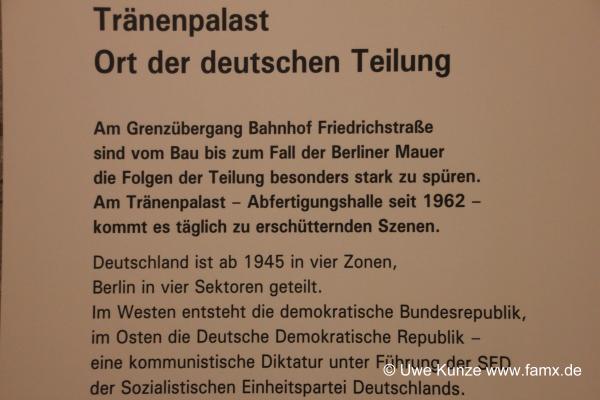 Tränenpalast
Ort der deutschen Teilung
Am Grenzübergang Bahnhof Friedrichstraße
sind vom Bau bis zum Fall der Berliner Mauer
die Folgen der Teilung besonders stark zu spüren.
Am Tränenpalast – Abfertigungshalle seit 1962 –
kommt es täglich zu erschütternden Szenen.
Deutschland ist ab 1945 in vier Zonen,
Berlin in vier Sektoren geteilt.
Im Westen entsteht die demokratische Bundesrepublik,
im Osten die Deutsche Demokratische Republik –
eine kommunistische Diktatur unter Führung der SED,
der Sozialistischen Einheitspartei Deutschlands.
© Uwe Kunze www.famx.de